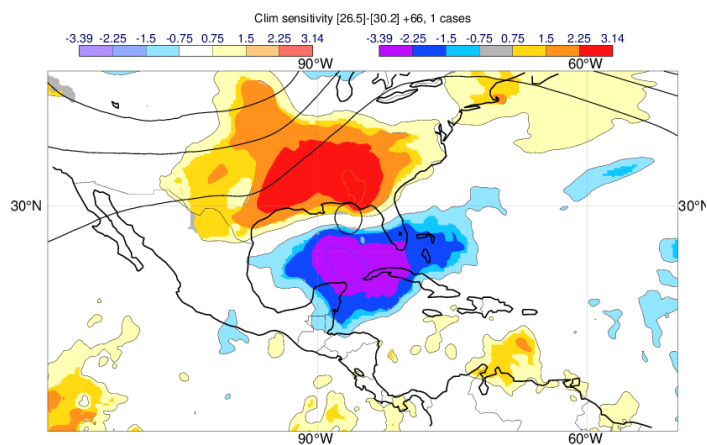 Clim sensitivity [26.5]-[30.2] +66, 1 cases
-3.39 -2.25 -1.5 -0.75 0.75 1.5 2.25 3.14 -3.39 -2.25 -1.5 -0.75 0.75 1.5 2.25 3.14
90°W 60°W
30°N 30°N
90°W 60°W